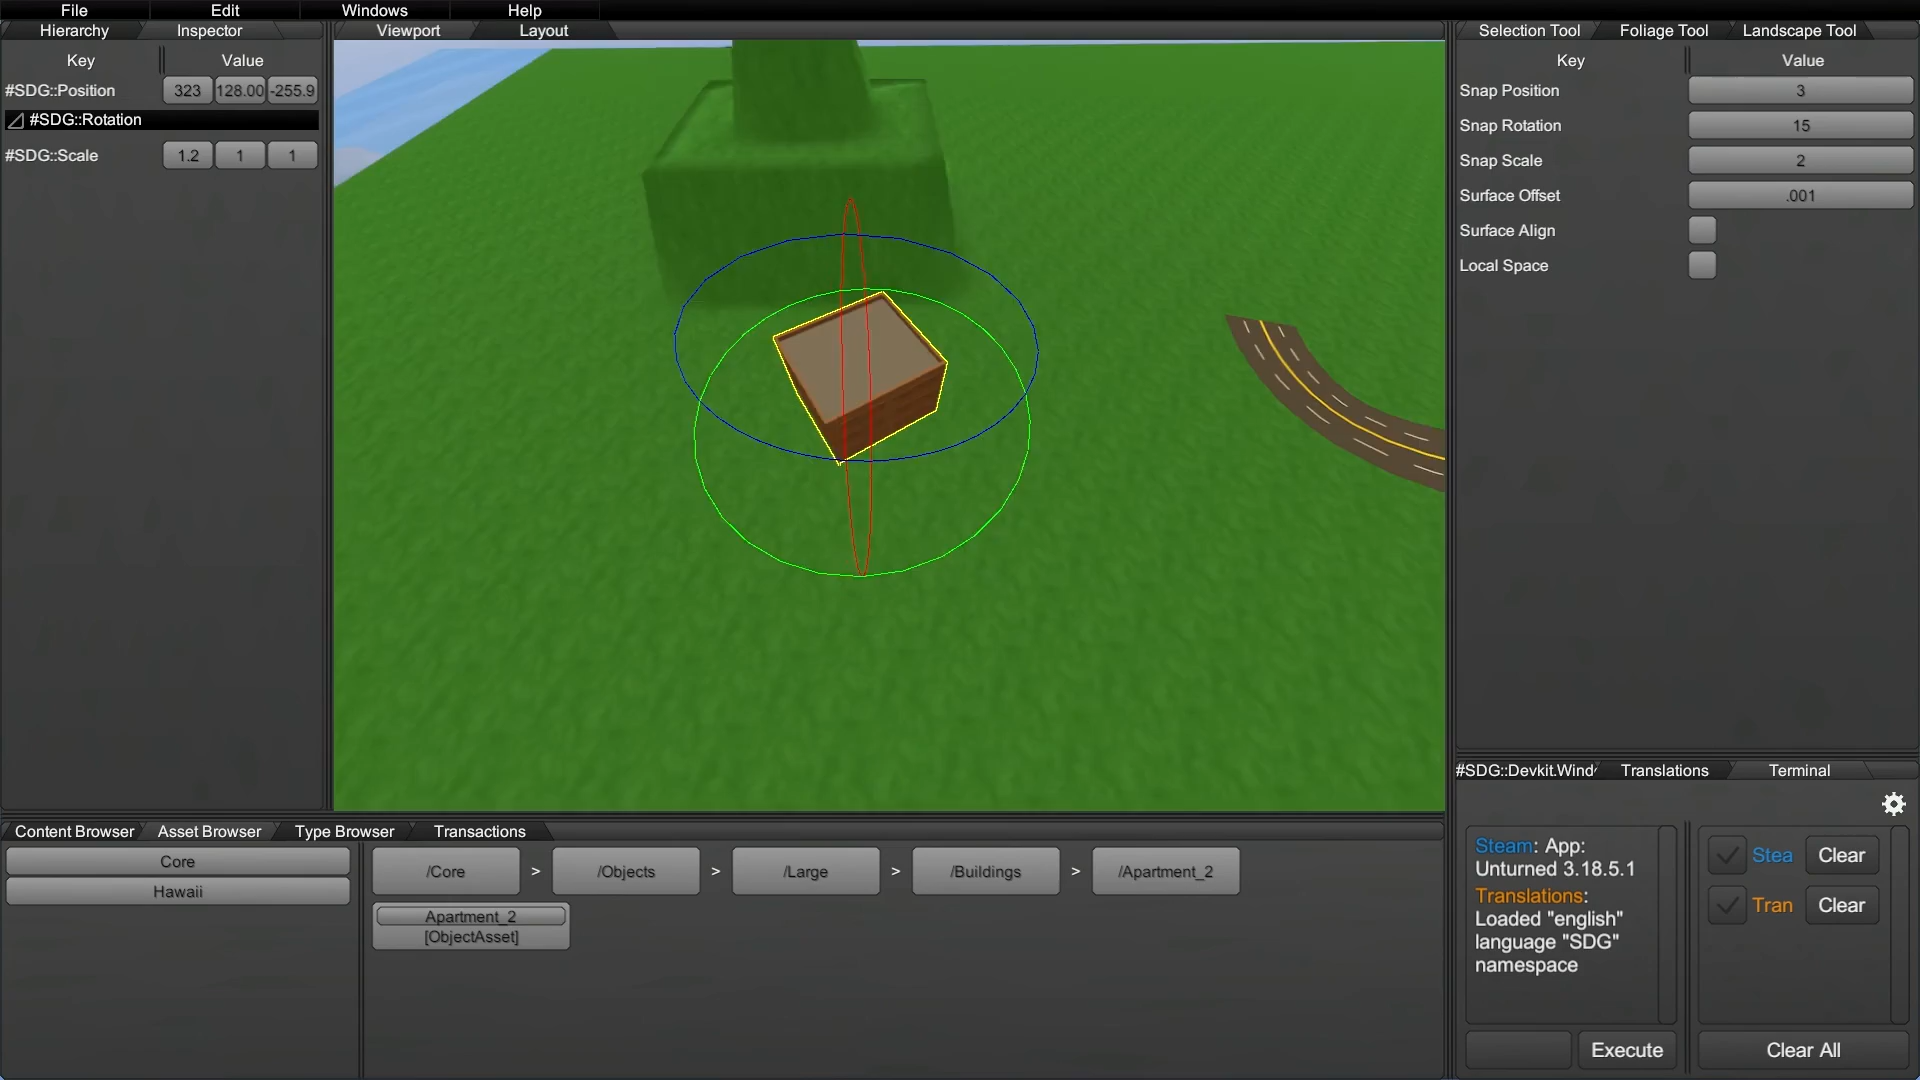 File Edit Windows Help
Hierarchy Inspector
Key Value
#SDG::Position 323 128.00 -255.9
#SDG::Rotation
#SDG::Scale 1.2 1 1
Viewport Layout
Selection Tool Foliage Tool Landscape Tool
Key Value
Snap Position 3
Snap Rotation 15
Snap Scale 2
Surface Offset .001
Surface Align
Local Space
Content Browser Asset Browser Type Browser Transactions
Core
Hawaii
/Core > /Objects > /Large > /Buildings > /Apartment_2
Apartment_2
[ObjectAsset]
#SDG::Devkit.Wind Translations Terminal
Steam: App:
Unturned 3.18.5.1
Translations:
Loaded "english"
language "SDG"
namespace
Stea Clear
Tran Clear
Execute
Clear All